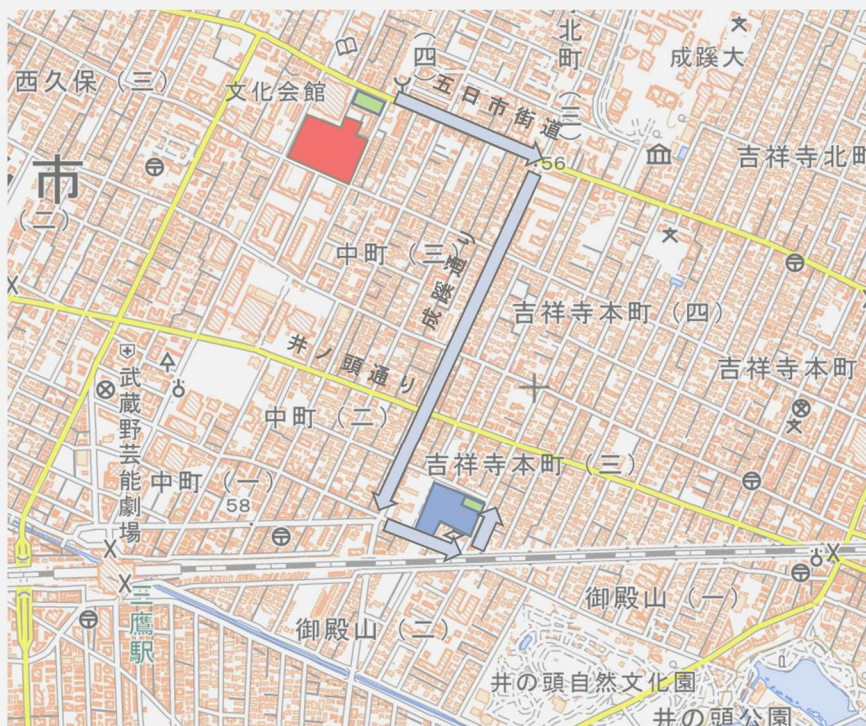 北町（三）
（四）
成蹊大
西久保（三）
文化会館
五日市街道
.56
吉祥寺北町
市
（二）
中町（三）
成蹊通り
吉祥寺本町（四）
井ノ頭通り
吉祥寺本町
武蔵野芸能劇場
中町（二）
吉祥寺本町（三）
中町（一）
58
三鷹駅
御殿山（一）
御殿山（二）
井の頭自然文化園
井の頭公園